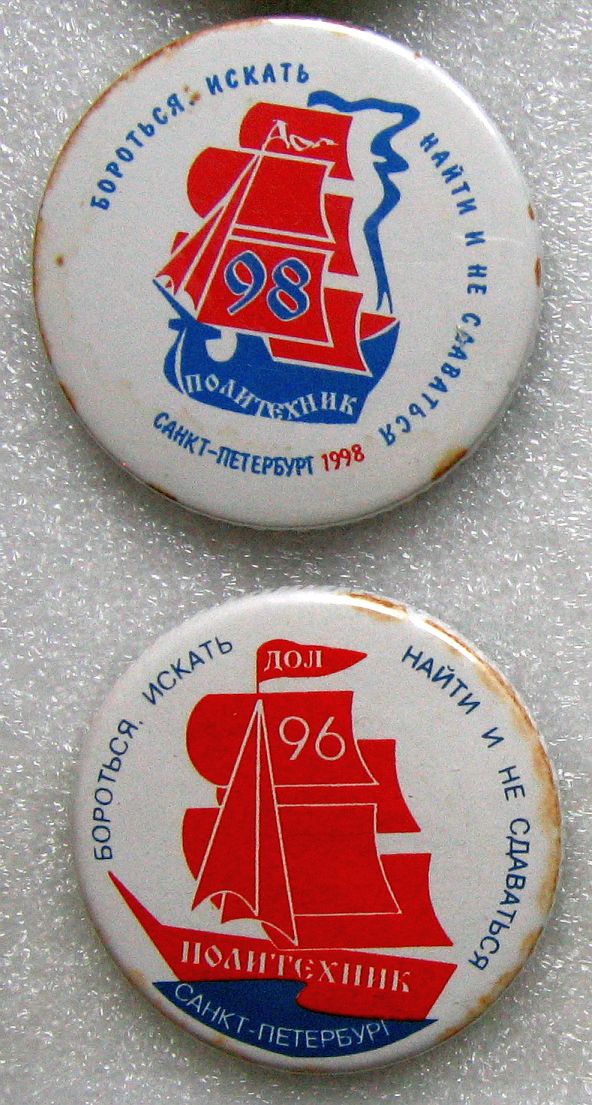 БОРОТЬСЯ, ИСКАТЬ
НАЙТИ И НЕ СДАВАТЬСЯ
Дол
98
ПОЛИТЕХНИК
САНКТ-ПЕТЕРБУРГ 1998
БОРОТЬСЯ, ИСКАТЬ
НАЙТИ И НЕ СДАВАТЬСЯ
ДОЛ
96
ПОЛИТЕХНИК
САНКТ-ПЕТЕРБУРГ